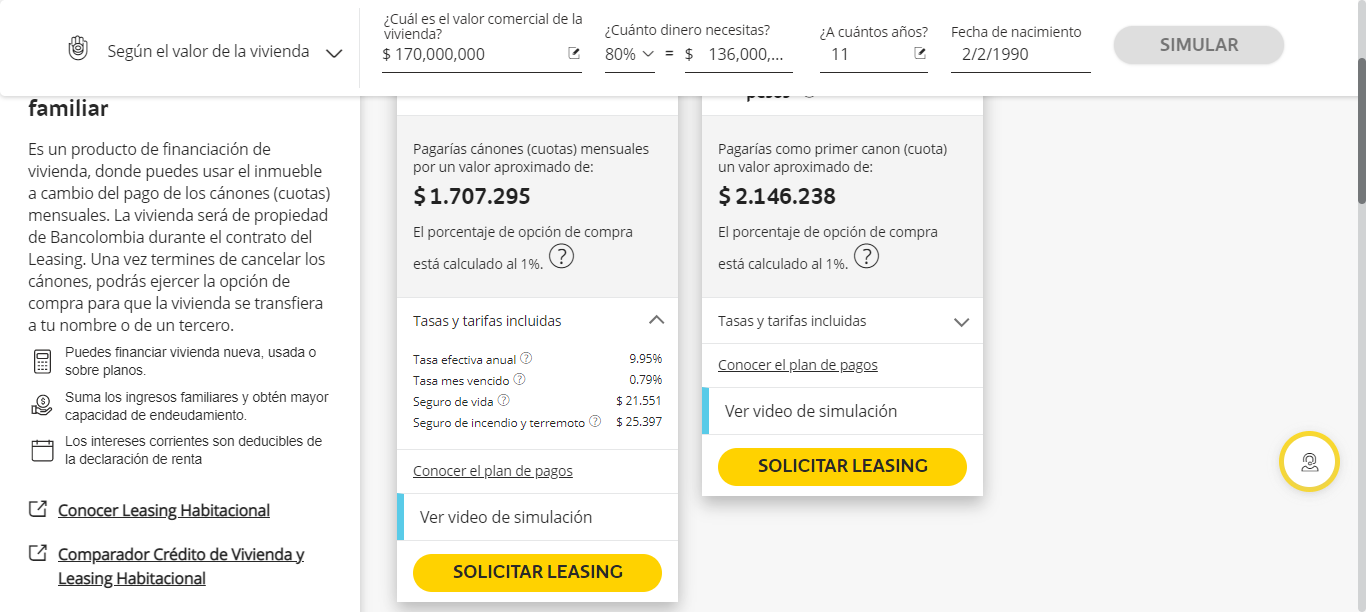 Según el valor de la vivienda
¿Cuál es el valor comercial de la
vivienda?
$ 170,000,000
¿Cuánto dinero necesitas?
80% = $ 136,000,...
¿A cuántos años?
11
Fecha de nacimiento
2/2/1990
SIMULAR
familiar
Es un producto de financiación de
vivienda, donde puedes usar el inmueble
a cambio del pago de los cánones (cuotas)
mensuales. La vivienda será de propiedad
de Bancolombia durante el contrato del
Leasing. Una vez termines de cancelar los
cánones, podrás ejercer la opción de
compra para que la vivienda se transfiera
a tu nombre o de un tercero.
Puedes financiar vivienda nueva, usada o
sobre planos.
Suma los ingresos familiares y obtén mayor
capacidad de endeudamiento.
Los intereses corrientes son deducibles de
la declaración de renta
Conocer Leasing Habitacional
Comparador Crédito de Vivienda y
Leasing Habitacional
Pagarías cánones (cuotas) mensuales
por un valor aproximado de:
$ 1.707.295
El porcentaje de opción de compra
está calculado al 1%. ?
Tasas y tarifas incluidas
Tasa efectiva anual ? 9.95%
Tasa mes vencido ? 0.79%
Seguro de vida ? $ 21.551
Seguro de incendio y terremoto ? $ 25.397
Conocer el plan de pagos
Ver video de simulación
SOLICITAR LEASING
pesos
Pagarías como primer canon (cuota)
un valor aproximado de:
$ 2.146.238
El porcentaje de opción de compra
está calculado al 1%. ?
Tasas y tarifas incluidas
Conocer el plan de pagos
Ver video de simulación
SOLICITAR LEASING